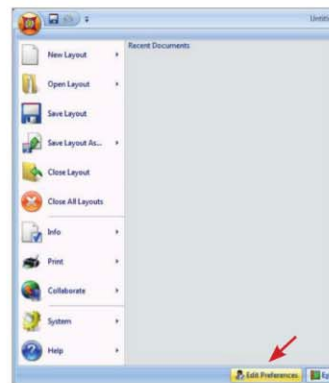 Recent Documents
New Layout
Open Layout
Save Layout
Save Layout As...
Close Layout
Close All Layouts
Info
Print
Collaborate
System
Help
Edit Preferences